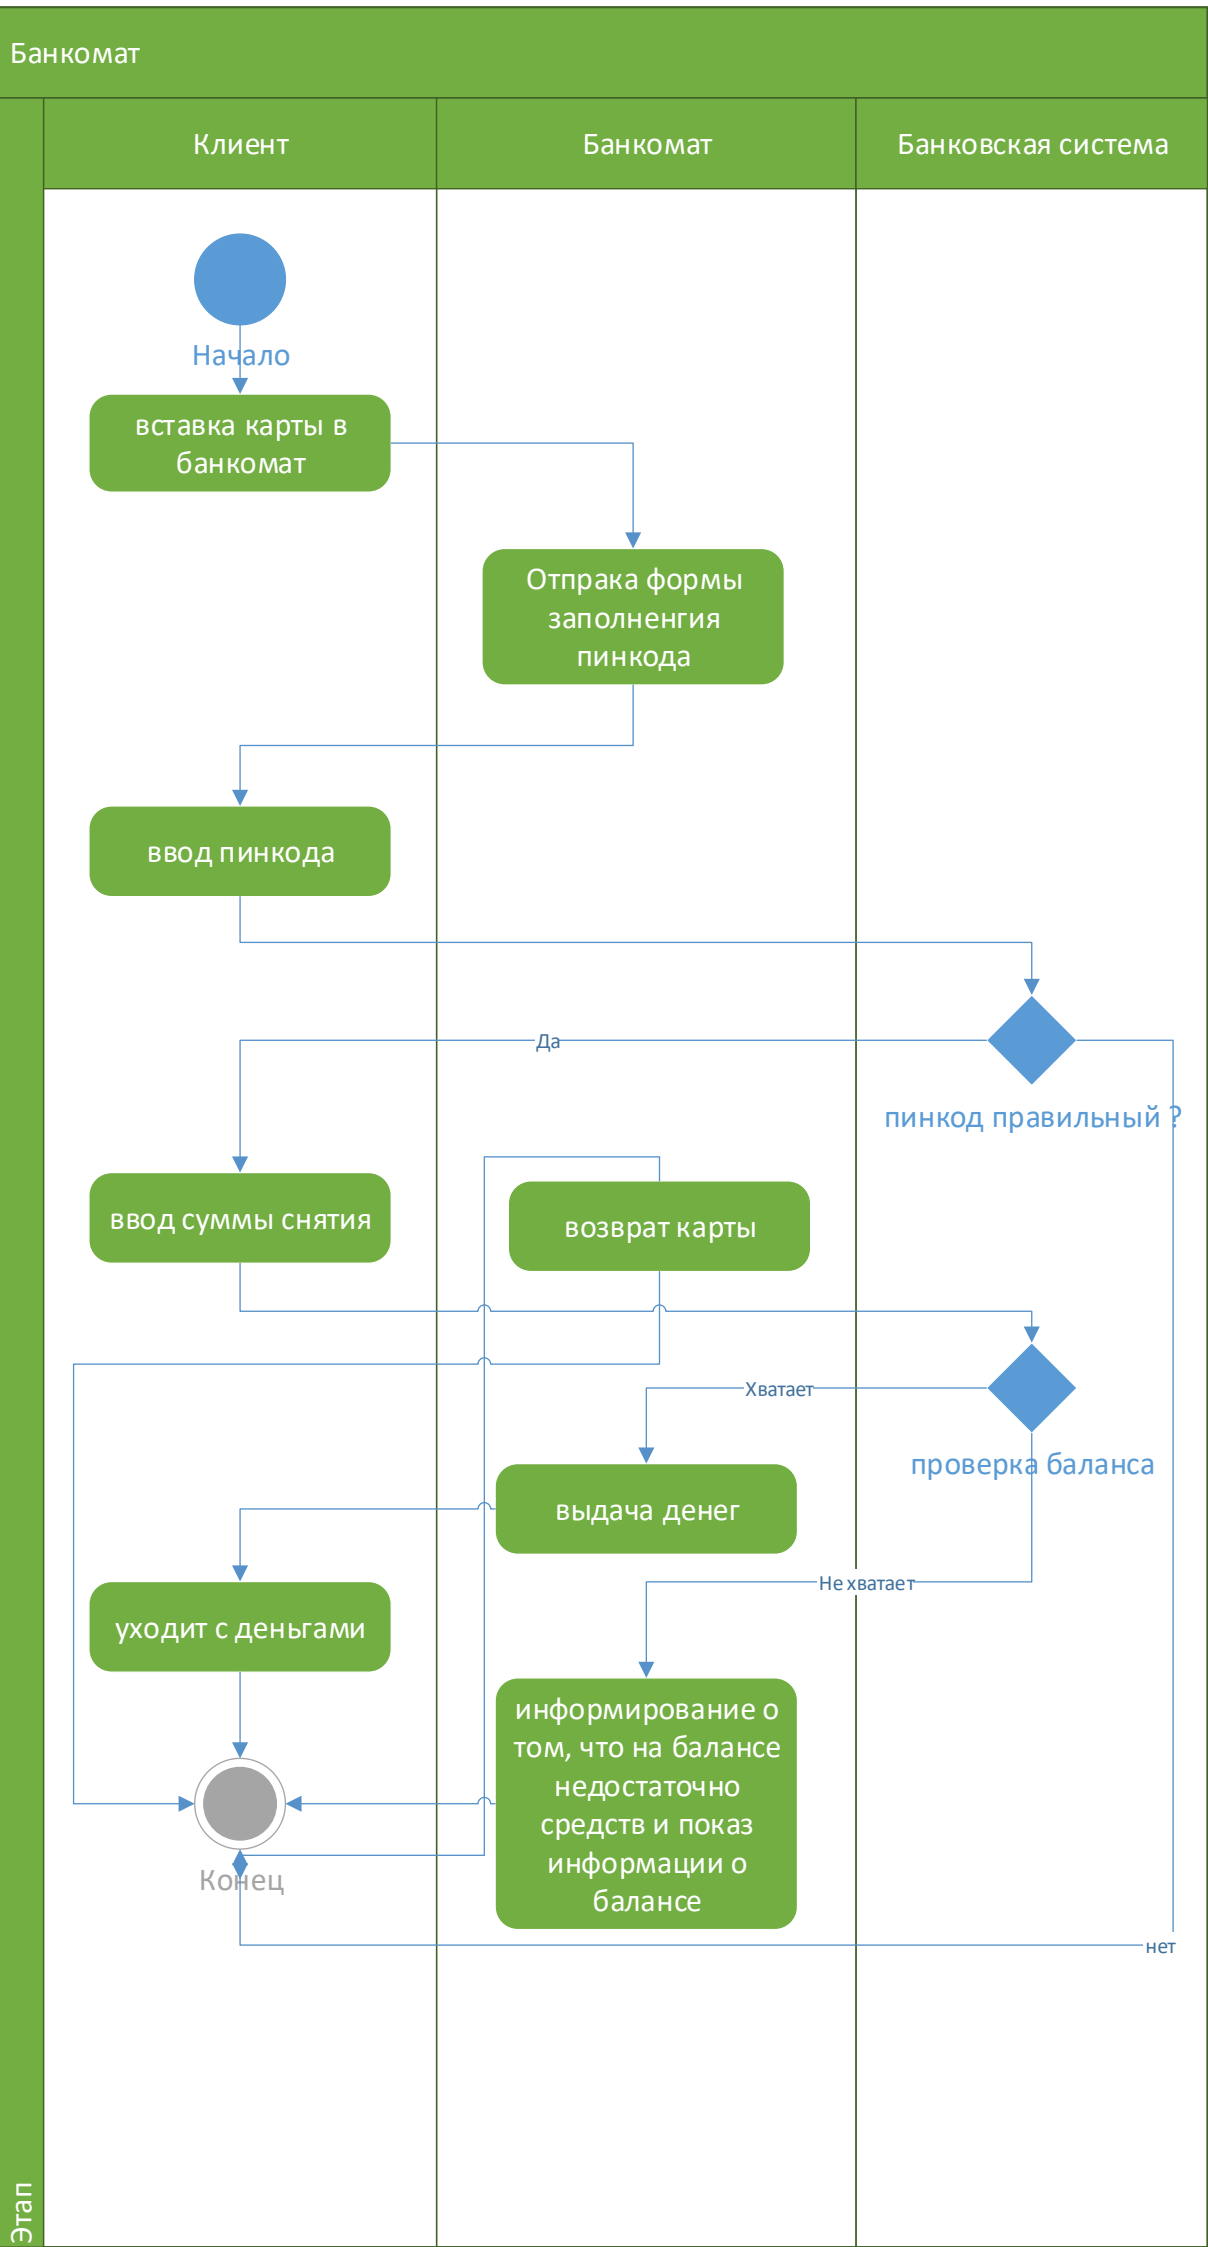 Банкомат
Клиент
Банкомат
Банковская система
Начало
вставка карты в
банкомат
Отпрака формы
заполненгия
пинкода
ввод пинкода
Да
пинкод правильный ?
ввод суммы снятия
возврат карты
Хватает
проверка баланса
выдача денег
Не хватает
уходит с деньгами
информирование о
том, что на балансе
недостаточно
средств и показ
информации о
балансе
Конец
нет
Этап